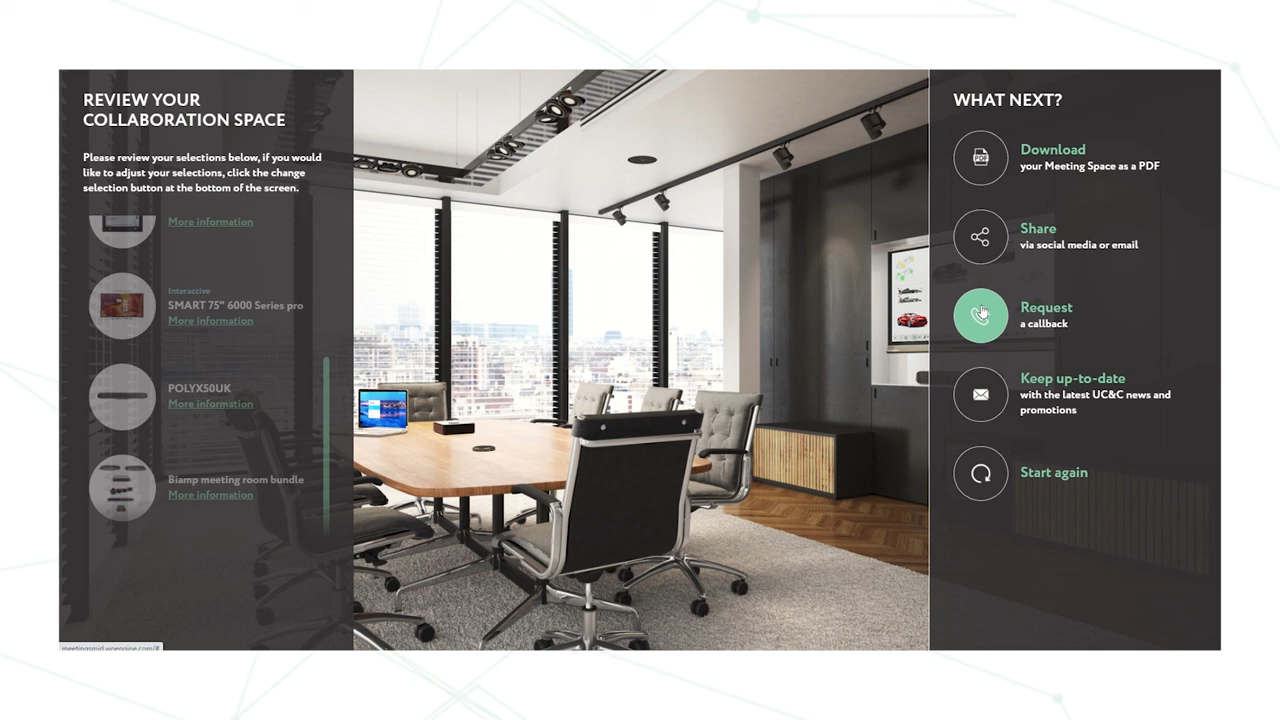 REVIEW YOUR
COLLABORATION SPACE
Please review your selections below, if you would
like to adjust your selections, click the change
selection button at the bottom of the screen.
More information
Interactive
SMART 75" 6000 Series pro
More information
POLYX50UK
More information
Biamp meeting room bundle
More information
meetingsmid.wpengine.com/#
WHAT NEXT?
PDF
Download
your Meeting Space as a PDF
Share
via social media or email
Request
a callback
Keep up-to-date
with the latest UC&C news and
promotions
Start again